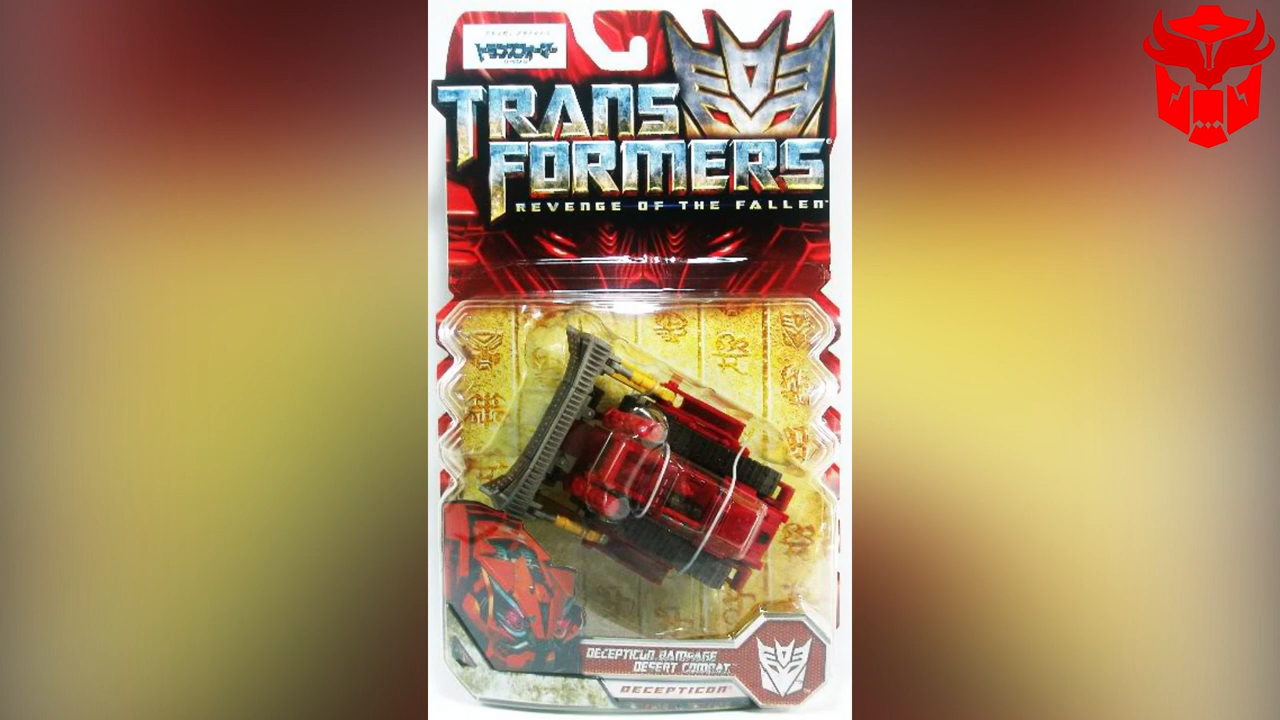 トランスフォーマー
TRANS
FORMERS
REVENGE OF THE FALLEN
DECEPTICON RAMPAGE
DESERT COMBAT
DECEPTICON